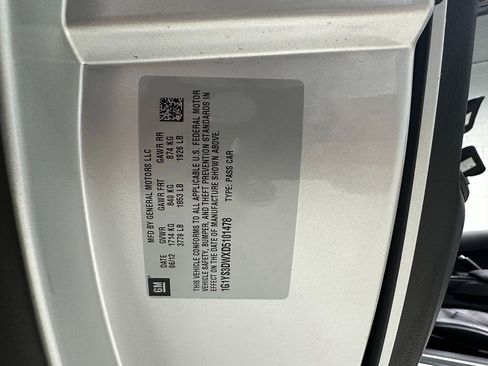 GM
MFG BY GENERAL MOTORS LLC
DATE GVWR GAWR FRT GAWR RR
06/12 1714 KG 840 KG 874 KG
3779 LB 1853 LB 1926 LB
THIS VEHICLE CONFORMS TO ALL APPLICABLE U.S. FEDERAL MOTOR
VEHICLE SAFETY, BUMPER, AND THEFT PREVENTION STANDARDS IN
EFFECT ON THE DATE OF MANUFACTURE SHOWN ABOVE.
1G1YS3DWXD5101478 TYPE: PASS CAR